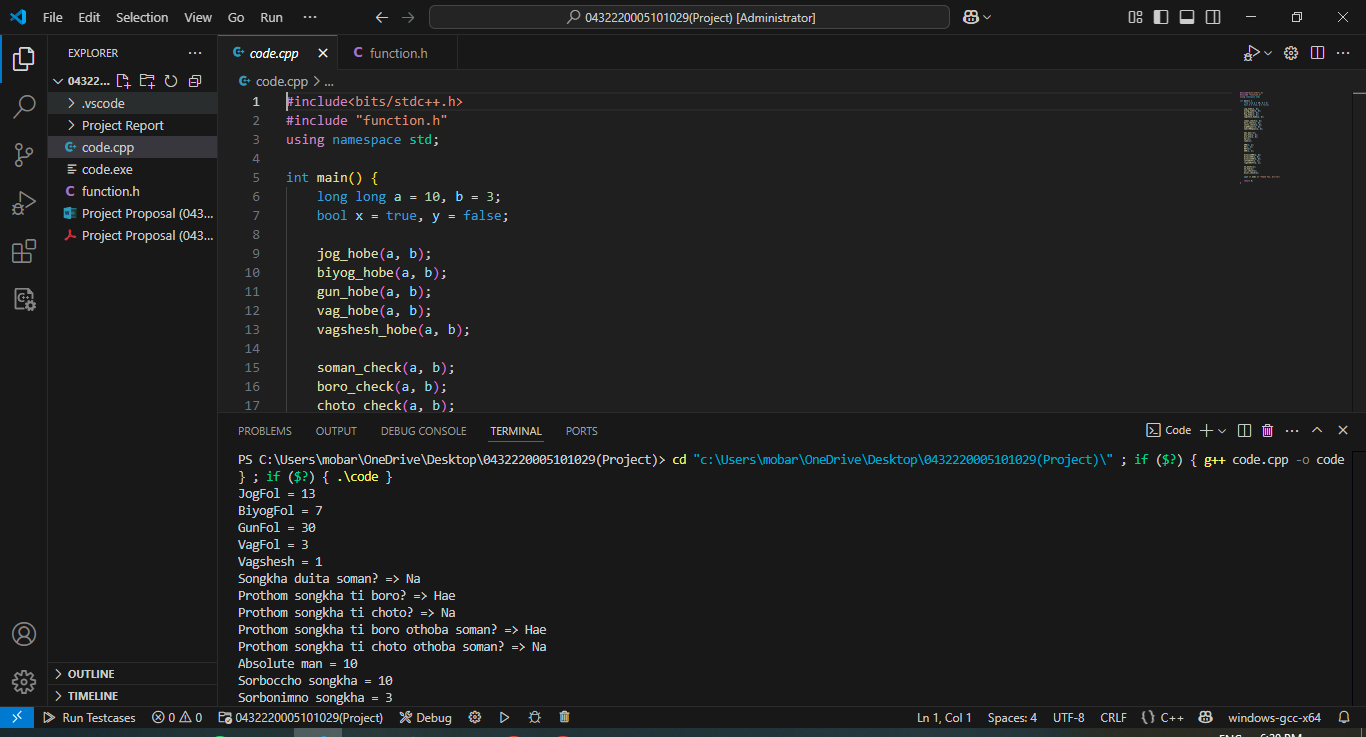 File Edit Selection View Go Run ··· 0432220005101029(Project) [Administrator]
EXPLORER
04322...
.vscode
Project Report
code.cpp
code.exe
function.h
Project Proposal (043...
Project Proposal (043...
OUTLINE
TIMELINE
code.cpp function.h
code.cpp > ...
1 #include<bits/stdc++.h>
2 #include "function.h"
3 using namespace std;
4
5 int main() {
6 long long a = 10, b = 3;
7 bool x = true, y = false;
8
9 jog_hobe(a, b);
10 biyog_hobe(a, b);
11 gun_hobe(a, b);
12 vag_hobe(a, b);
13 vagshesh_hobe(a, b);
14
15 soman_check(a, b);
16 boro_check(a, b);
17 choto_check(a, b);
PROBLEMS OUTPUT DEBUG CONSOLE TERMINAL PORTS Code
PS C:\Users\mobar\OneDrive\Desktop\0432220005101029(Project)> cd "c:\Users\mobar\OneDrive\Desktop\0432220005101029(Project)\" ; if ($?) { g++ code.cpp -o code
} ; if ($?) { .\code }
JogFol = 13
BiyogFol = 7
GunFol = 30
VagFol = 3
Vagshesh = 1
Songkha duita soman? => Na
Prothom songkha ti boro? => Hae
Prothom songkha ti choto? => Na
Prothom songkha ti boro othoba soman? => Hae
Prothom songkha ti choto othoba soman? => Na
Absolute man = 10
Sorboccho songkha = 10
Sorbonimno songkha = 3
Run Testcases 0 0 0432220005101029(Project) Debug Ln 1, Col 1 Spaces: 4 UTF-8 CRLF {} C++ windows-gcc-x64